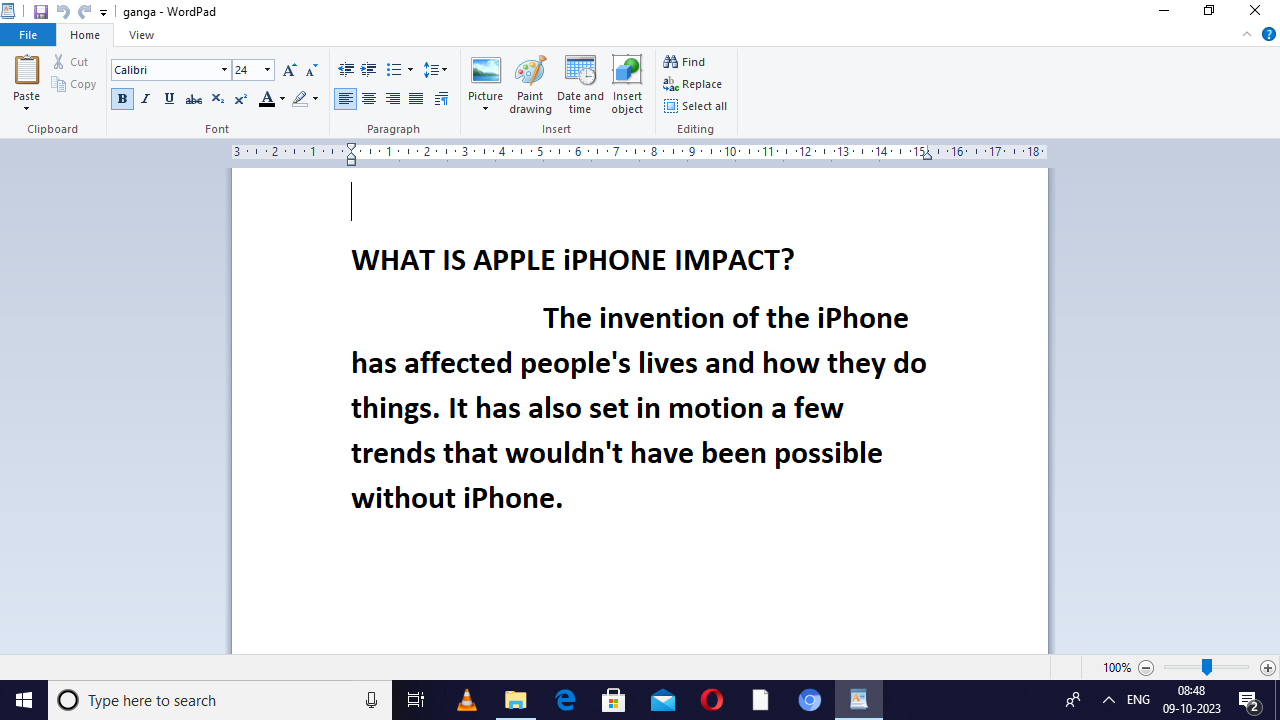 ganga - WordPad
File Home View
Paste
Cut
Copy
Clipboard
Calibri 24
B I U abc X₂ X² A
Font
Paragraph
Picture
Paint drawing
Date and time
Insert object
Insert
Find
Replace
Select all
Editing
3 2 1 1 2 3 4 5 6 7 8 9 10 11 12 13 14 15 16 17 18
WHAT IS APPLE iPHONE IMPACT?
The invention of the iPhone
has affected people's lives and how they do
things. It has also set in motion a few
trends that wouldn't have been possible
without iPhone.
100%
Type here to search
ENG
08:48
09-10-2023
2